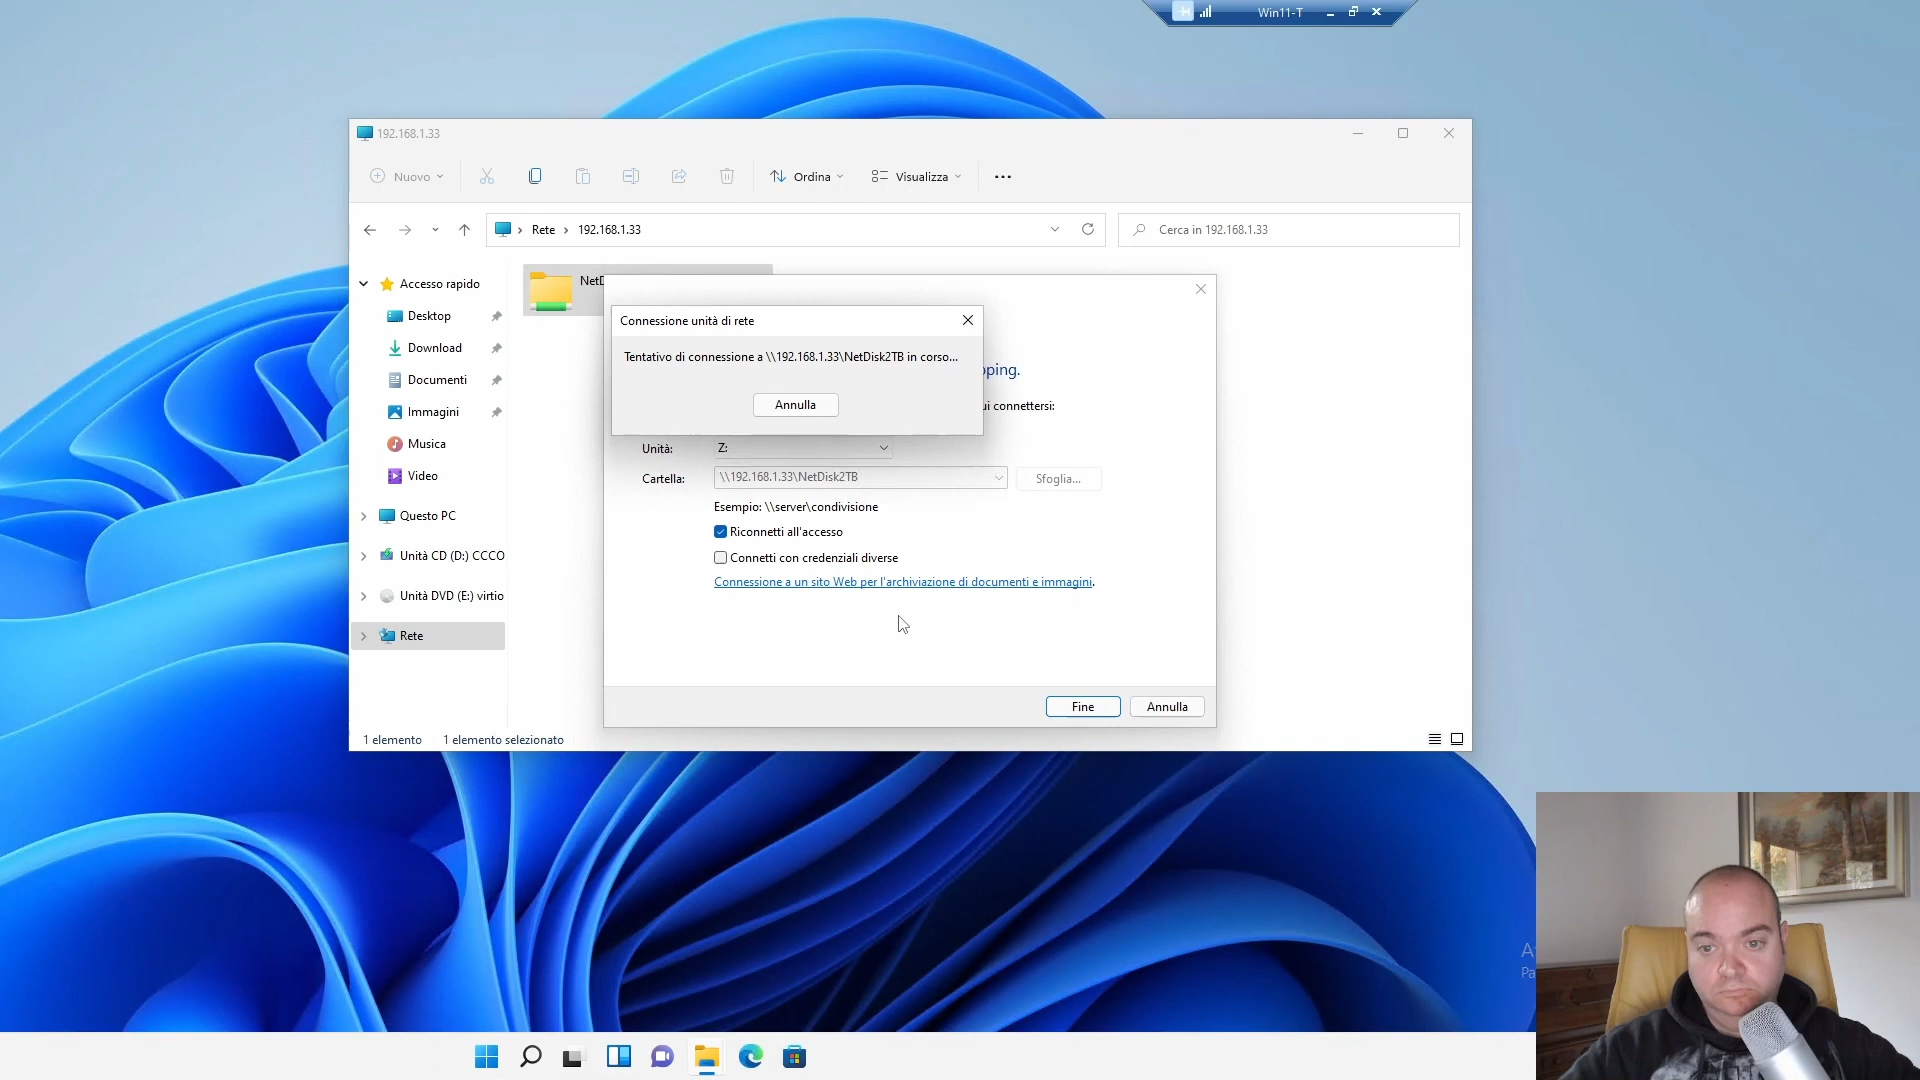 Win11-T
192.168.1.33
Nuovo
Ordina
Visualizza
Rete
192.168.1.33
Cerca in 192.168.1.33
Accesso rapido
Desktop
Download
Documenti
Immagini
Musica
Video
Questo PC
Unità CD (D:) CCCO
Unità DVD (E:) virtio
Rete
NetD
Connessione unità di rete
Tentativo di connessione a \\192.168.1.33\NetDisk2TB in corso...
Annulla
pping.
ui connettersi:
Unità:
Z:
Cartella:
\\192.168.1.33\NetDisk2TB
Sfoglia...
Esempio: \\server\condivisione
Riconnetti all'accesso
Connetti con credenziali diverse
Connessione a un sito Web per l'archiviazione di documenti e immagini.
Fine
Annulla
1 elemento
1 elemento selezionato